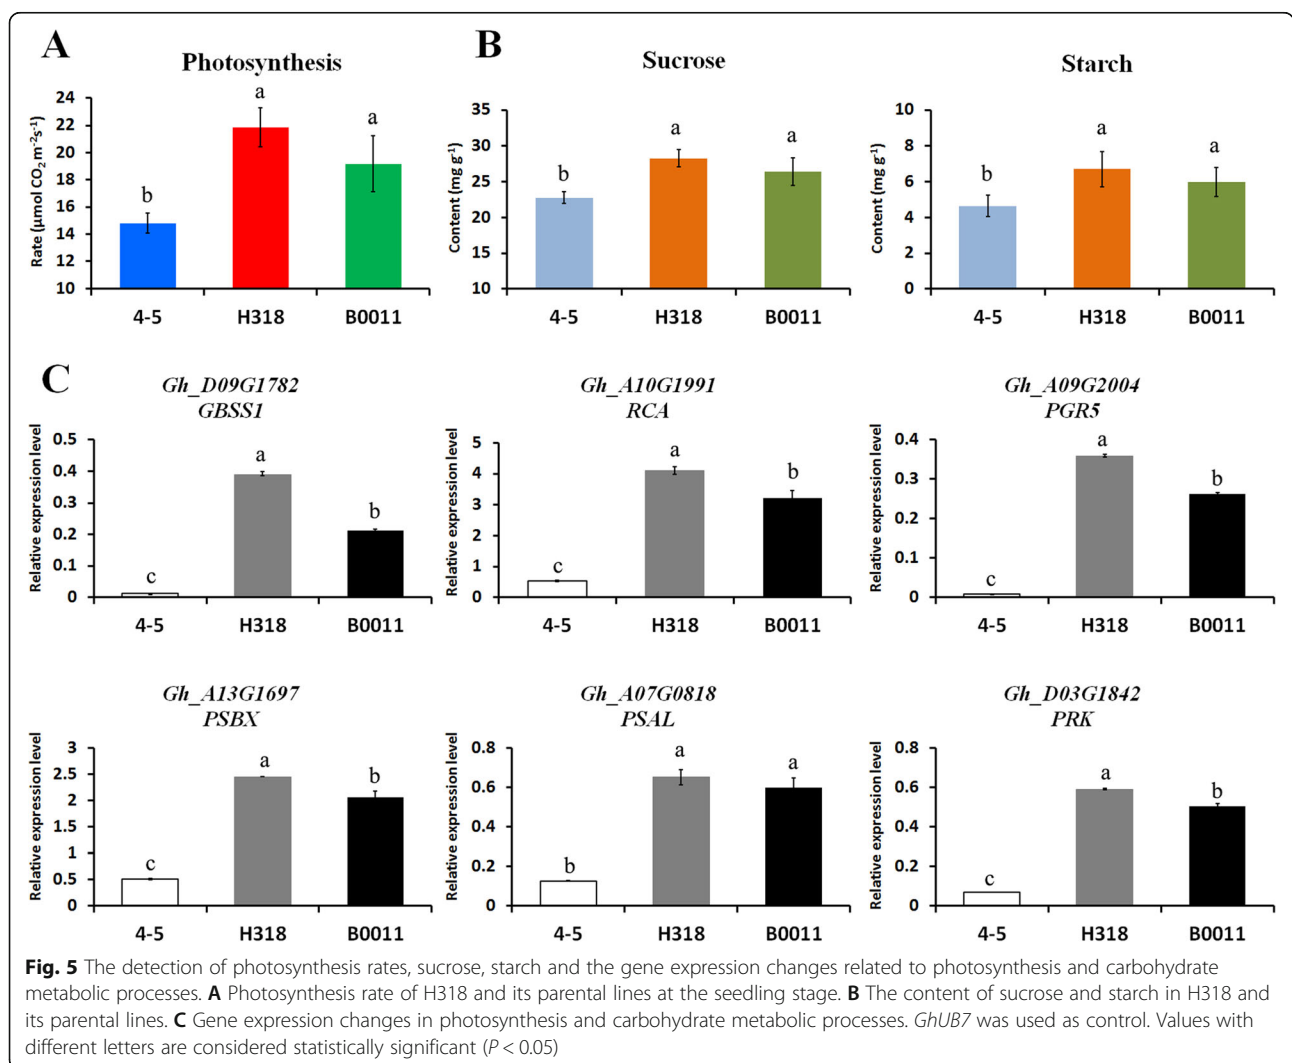 A
Photosynthesis
Rate (μmol CO₂ m⁻²s⁻¹)
24
22
20
18
16
14
12
10
b
a
a
4-5
H318
B0011
B
Sucrose
Content (mg g⁻¹)
35
30
25
20
15
10
b
a
a
4-5
H318
B0011
Starch
Content (mg g⁻¹)
10
8
6
4
2
0
b
a
a
4-5
H318
B0011
C
Gh_D09G1782
GBSS1
Relative expression level
0.5
0.4
0.3
0.2
0.1
0
c
a
b
4-5
H318
B0011
Gh_A10G1991
RCA
Relative expression level
5
4
3
2
1
0
c
a
b
4-5
H318
B0011
Gh_A09G2004
PGR5
Relative expression level
0.4
0.3
0.2
0.1
0
c
a
b
4-5
H318
B0011
Gh_A13G1697
PSBX
Relative expression level
3
2.5
2
1.5
1
0.5
0
c
a
b
4-5
H318
B0011
Gh_A07G0818
PSAL
Relative expression level
0.8
0.6
0.4
0.2
0
b
a
a
4-5
H318
B0011
Gh_D03G1842
PRK
Relative expression level
0.8
0.6
0.4
0.2
0
c
a
b
4-5
H318
B0011
Fig. 5 The detection of photosynthesis rates, sucrose, starch and the gene expression changes related to photosynthesis and carbohydrate
metabolic processes. A Photosynthesis rate of H318 and its parental lines at the seedling stage. B The content of sucrose and starch in H318 and
its parental lines. C Gene expression changes in photosynthesis and carbohydrate metabolic processes. GhUB7 was used as control. Values with
different letters are considered statistically significant (P < 0.05)